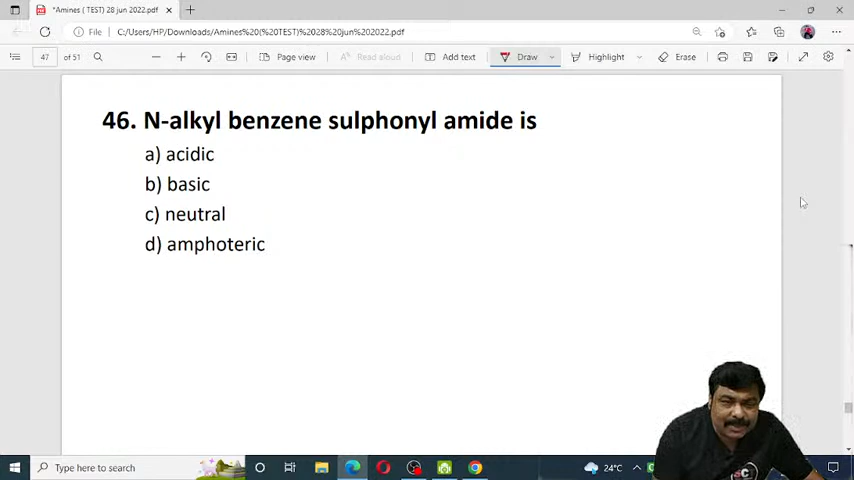 *Amines ( TEST) 28 jun 2022.pdf
File C:/Users/HP/Downloads/Amines%20(%20TEST)%2028%20jun%202022.pdf
47 of 51 Read aloud Page view Add text Draw Highlight Erase
46. N-alkyl benzene sulphonyl amide is
a) acidic
b) basic
c) neutral
d) amphoteric
Type here to search
24°C